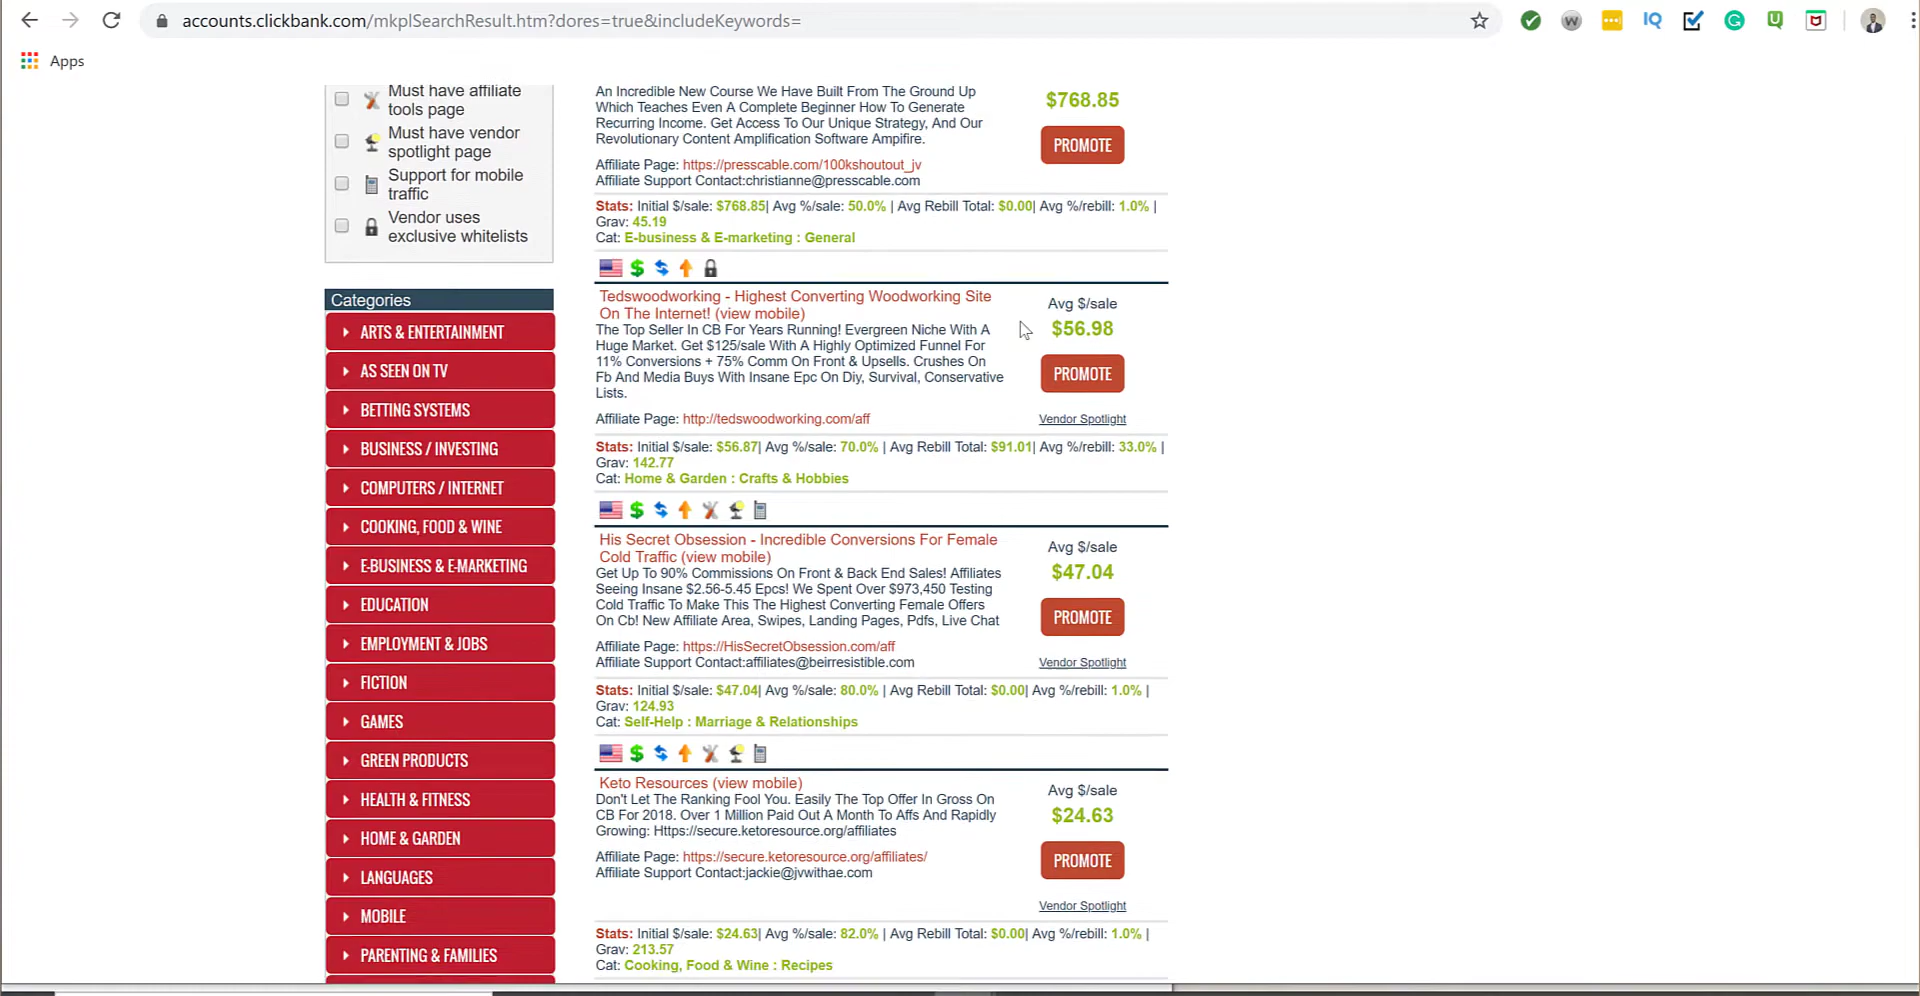 accounts.clickbank.com/mkplSearchResult.htm?dores=true&includeKeywords=
Apps
Must have affiliate
tools page
Must have vendor
spotlight page
Support for mobile
traffic
Vendor uses
exclusive whitelists
Categories
ARTS & ENTERTAINMENT
AS SEEN ON TV
BETTING SYSTEMS
BUSINESS / INVESTING
COMPUTERS / INTERNET
COOKING, FOOD & WINE
E-BUSINESS & E-MARKETING
EDUCATION
EMPLOYMENT & JOBS
FICTION
GAMES
GREEN PRODUCTS
HEALTH & FITNESS
HOME & GARDEN
LANGUAGES
MOBILE
PARENTING & FAMILIES
An Incredible New Course We Have Built From The Ground Up
Which Teaches Even A Complete Beginner How To Generate
Recurring Income. Get Access To Our Unique Strategy, And Our
Revolutionary Content Amplification Software Ampifire.
$768.85
PROMOTE
Affiliate Page: https://presscable.com/100kshoutout_jv
Affiliate Support Contact:christianne@presscable.com
Stats: Initial $/sale: $768.85| Avg %/sale: 50.0% | Avg Rebill Total: $0.00| Avg %/rebill: 1.0% |
Grav: 45.19
Cat: E-business & E-marketing : General
Tedswoodworking - Highest Converting Woodworking Site
On The Internet! (view mobile)
The Top Seller In CB For Years Running! Evergreen Niche With A
Huge Market. Get $125/sale With A Highly Optimized Funnel For
11% Conversions + 75% Comm On Front & Upsells. Crushes On
Fb And Media Buys With Insane Epc On Diy, Survival, Conservative
Lists.
Avg $/sale
$56.98
PROMOTE
Affiliate Page: http://tedswoodworking.com/aff
Vendor Spotlight
Stats: Initial $/sale: $56.87| Avg %/sale: 70.0% | Avg Rebill Total: $91.01| Avg %/rebill: 33.0% |
Grav: 142.77
Cat: Home & Garden : Crafts & Hobbies
His Secret Obsession - Incredible Conversions For Female
Cold Traffic (view mobile)
Get Up To 90% Commissions On Front & Back End Sales! Affiliates
Seeing Insane $2.56-5.45 Epcs! We Spent Over $973,450 Testing
Cold Traffic To Make This The Highest Converting Female Offers
On Cb! New Affiliate Area, Swipes, Landing Pages, Pdfs, Live Chat
Avg $/sale
$47.04
PROMOTE
Affiliate Page: https://HisSecretObsession.com/aff
Affiliate Support Contact:affiliates@beirresistible.com
Vendor Spotlight
Stats: Initial $/sale: $47.04| Avg %/sale: 80.0% | Avg Rebill Total: $0.00| Avg %/rebill: 1.0% |
Grav: 124.93
Cat: Self-Help : Marriage & Relationships
Keto Resources (view mobile)
Don't Let The Ranking Fool You. Easily The Top Offer In Gross On
CB For 2018. Over 1 Million Paid Out A Month To Affs And Rapidly
Growing: Https://secure.ketoresource.org/affiliates
Avg $/sale
$24.63
PROMOTE
Affiliate Page: https://secure.ketoresource.org/affiliates/
Affiliate Support Contact:jackie@jvwithae.com
Vendor Spotlight
Stats: Initial $/sale: $24.63| Avg %/sale: 82.0% | Avg Rebill Total: $0.00| Avg %/rebill: 1.0% |
Grav: 213.57
Cat: Cooking, Food & Wine : Recipes